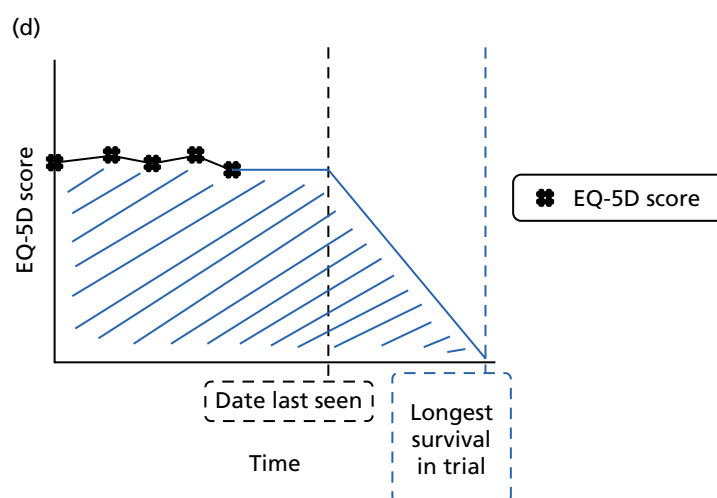 (d)
EQ-5D score
EQ-5D score
Date last seen
Longest
survival
in trial
Time